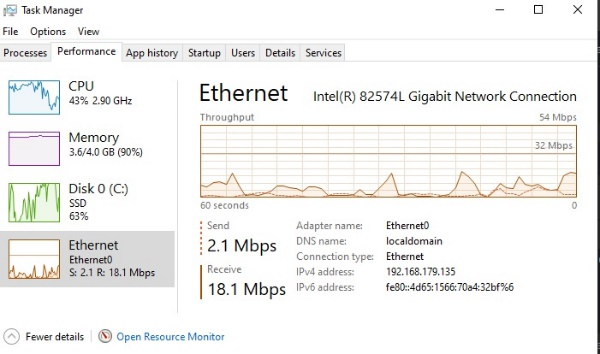 Task Manager
File Options View
Processes Performance App history Startup Users Details Services
CPU
43% 2.90 GHz
Memory
3.6/4.0 GB (90%)
Disk 0 (C:)
SSD
63%
Ethernet
Ethernet0
S: 2.1 R: 18.1 Mbps
Ethernet Intel(R) 82574L Gigabit Network Connection
Throughput 54 Mbps
32 Mbps
60 seconds 0
Send
2.1 Mbps
Receive
18.1 Mbps
Adapter name: Ethernet0
DNS name: localdomain
Connection type: Ethernet
IPv4 address: 192.168.179.135
IPv6 address: fe80::4d65:1566:70a4:32bf%6
Fewer details Open Resource Monitor